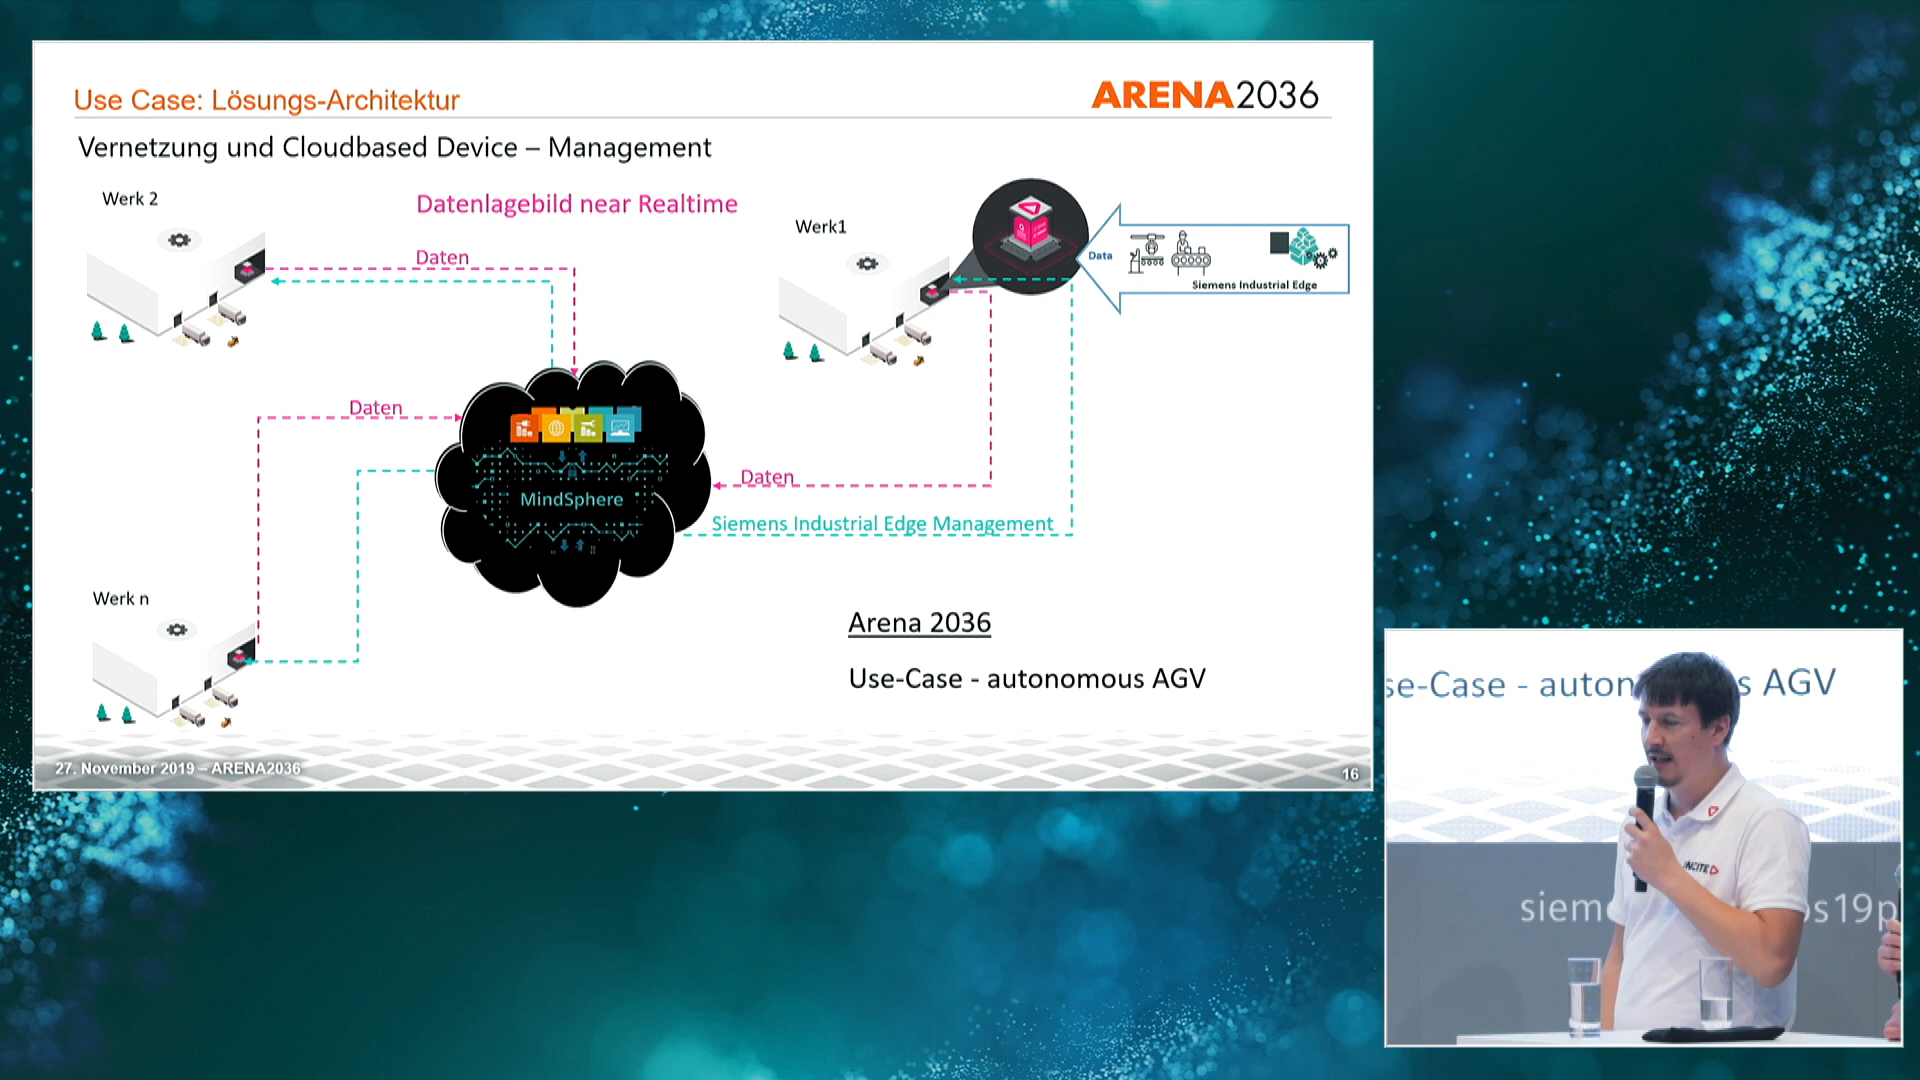 Use Case: Lösungs-Architektur
ARENA2036
Vernetzung und Cloudbased Device – Management
Werk 2
Datenlagebild near Realtime
Werk1
Daten
Data
Siemens Industrial Edge
Daten
MindSphere
Daten
Siemens Industrial Edge Management
Werk n
Arena 2036
Use-Case - autonomous AGV
27. November 2019 – ARENA2036
16
se-Case - auton s AGV
NCITE
siem os19p